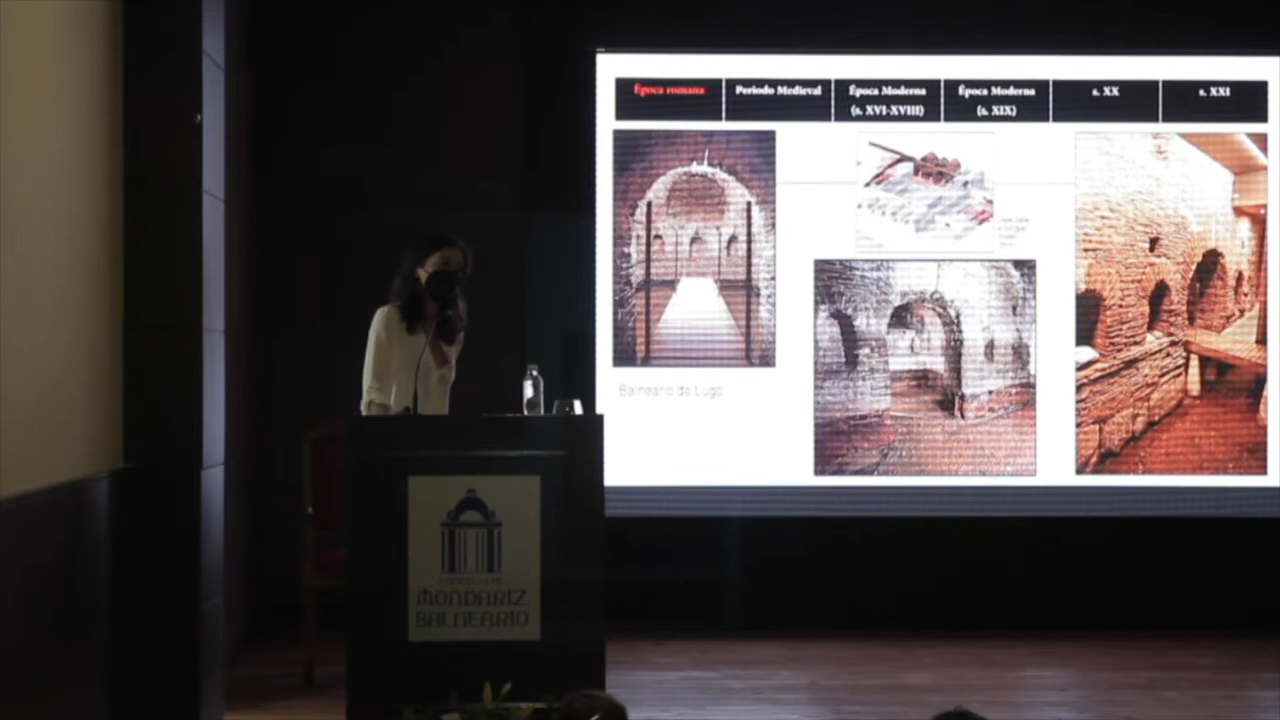 Época romana
Periodo Medieval
Época Moderna
(s. XVI-XVIII)
Época Moderna
(s. XIX)
s. XX
s. XXI
Balneario de Lugo
MONDARIZ
BALNEARIO